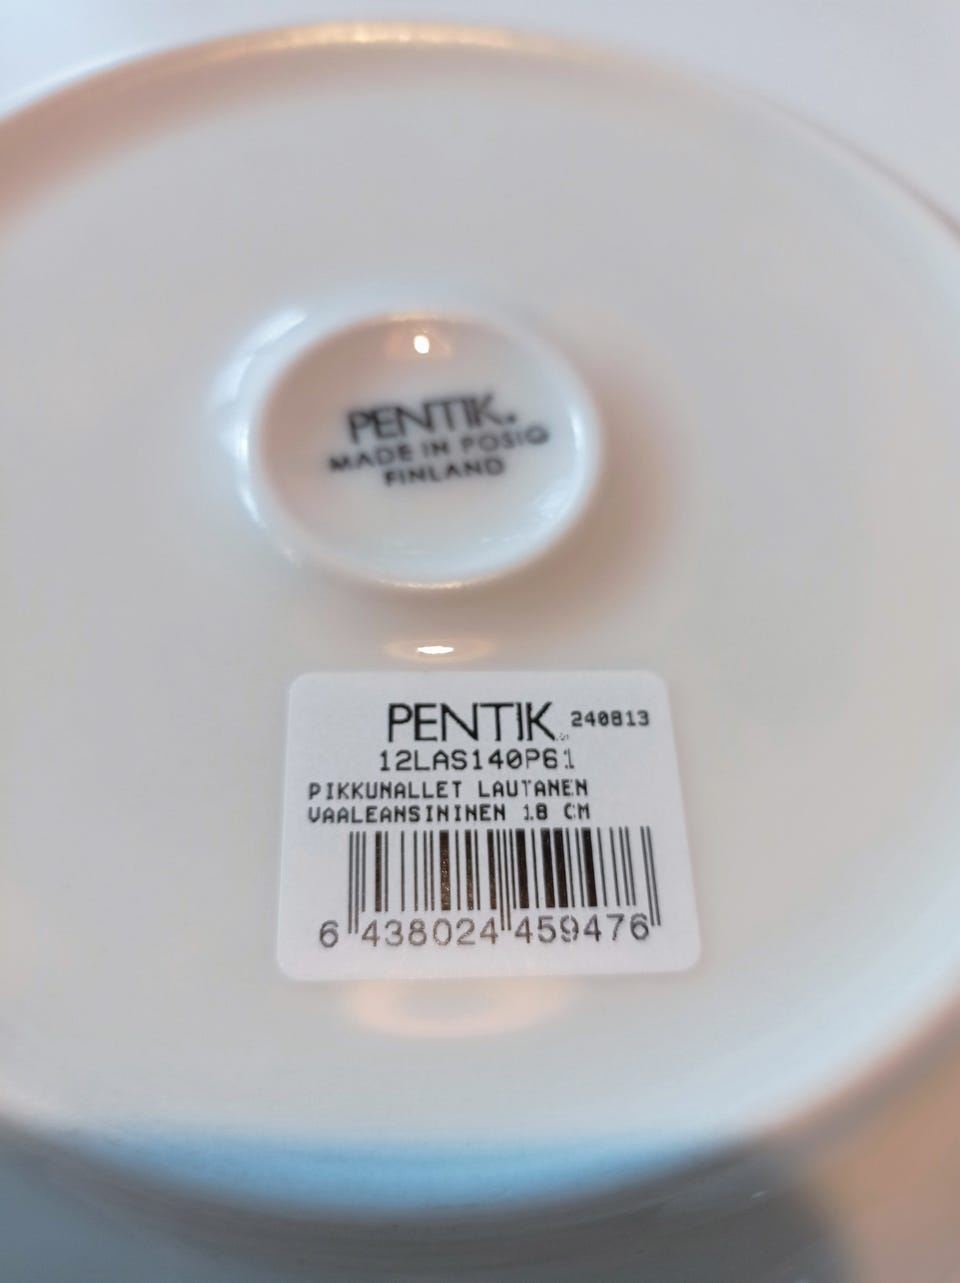 PENTIK.
MADE IN POSIO
FINLAND
PENTIK 240813
12LAS140P61
PIKKUNALLET LAUTANEN
VAALEANSININEN 18 CM
6 438024 459476